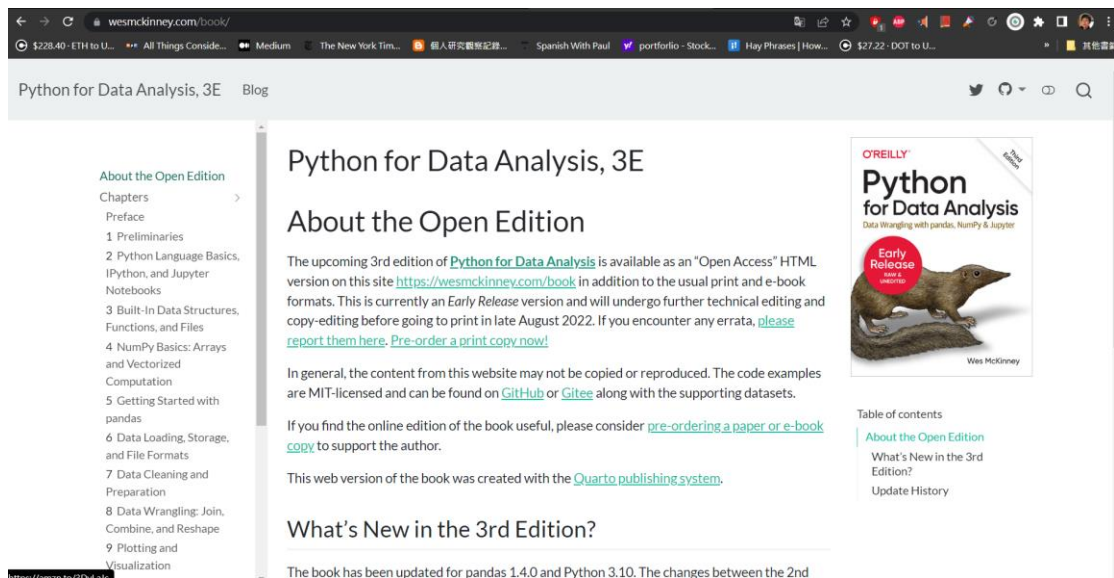 wesmckinney.com/book/
$228.40 · ETH to U...
All Things Conside...
Medium
The New York Tim...
個人研究觀察記錄...
Spanish With Paul
portforlio - Stock...
Hay Phrases | How...
$27.22 · DOT to U...
»
其他書籤
Python for Data Analysis, 3E
Blog
About the Open Edition
Chapters
Preface
1 Preliminaries
2 Python Language Basics,
IPython, and Jupyter
Notebooks
3 Built-In Data Structures,
Functions, and Files
4 NumPy Basics: Arrays
and Vectorized
Computation
5 Getting Started with
pandas
6 Data Loading, Storage,
and File Formats
7 Data Cleaning and
Preparation
8 Data Wrangling: Join,
Combine, and Reshape
9 Plotting and
Visualization
Python for Data Analysis, 3E
About the Open Edition
The upcoming 3rd edition of Python for Data Analysis is available as an “Open Access” HTML
version on this site https://wesmckinney.com/book in addition to the usual print and e-book
formats. This is currently an Early Release version and will undergo further technical editing and
copy-editing before going to print in late August 2022. If you encounter any errata, please
report them here. Pre-order a print copy now!
In general, the content from this website may not be copied or reproduced. The code examples
are MIT-licensed and can be found on GitHub or Gitee along with the supporting datasets.
If you find the online edition of the book useful, please consider pre-ordering a paper or e-book
copy to support the author.
This web version of the book was created with the Quarto publishing system.
What’s New in the 3rd Edition?
The book has been updated for pandas 1.4.0 and Python 3.10. The changes between the 2nd
O'REILLY
Third
Edition
Python
for Data Analysis
Data Wrangling with pandas, NumPy & Jupyter
Early
Release
RAW &
UNEDITED
Wes McKinney
Table of contents
About the Open Edition
What’s New in the 3rd
Edition?
Update History